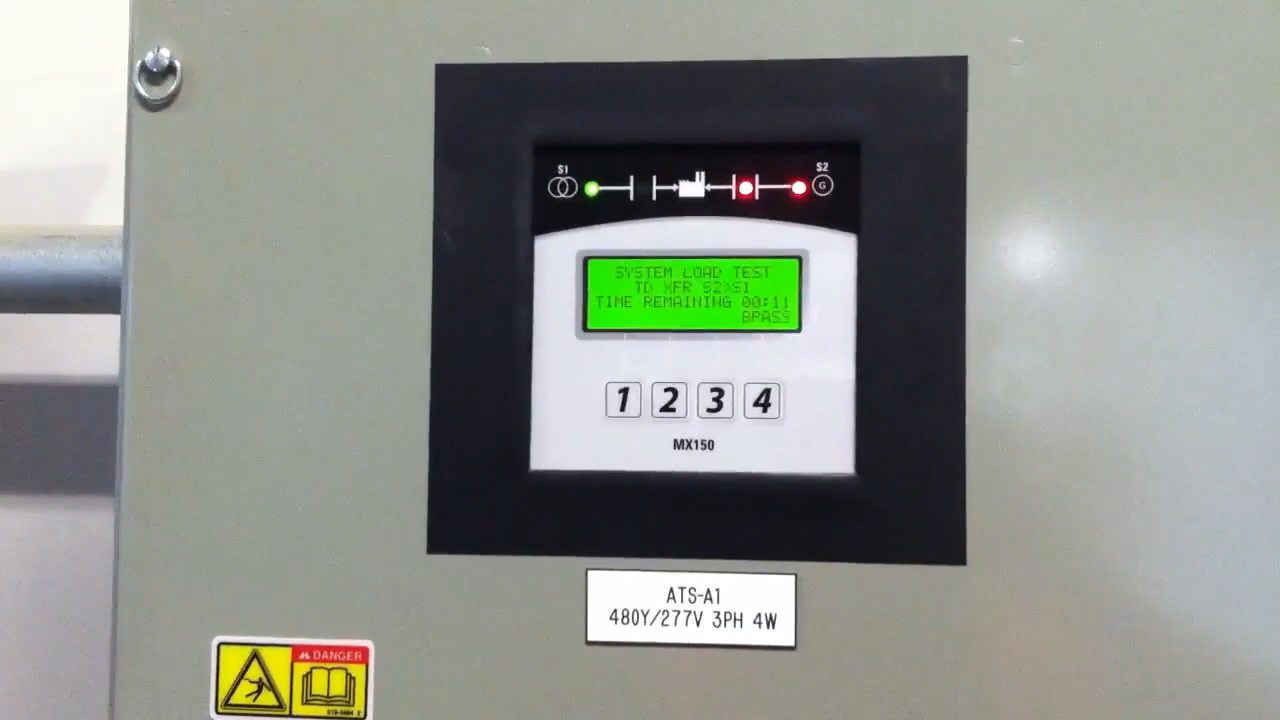 S1
S2
G
SYSTEM LOAD TEST
TD XFR S2>S1
TIME REMAINING 00:11
BPASS
1 2 3 4
MX150
ATS-A1
480Y/277V 3PH 4W
DANGER